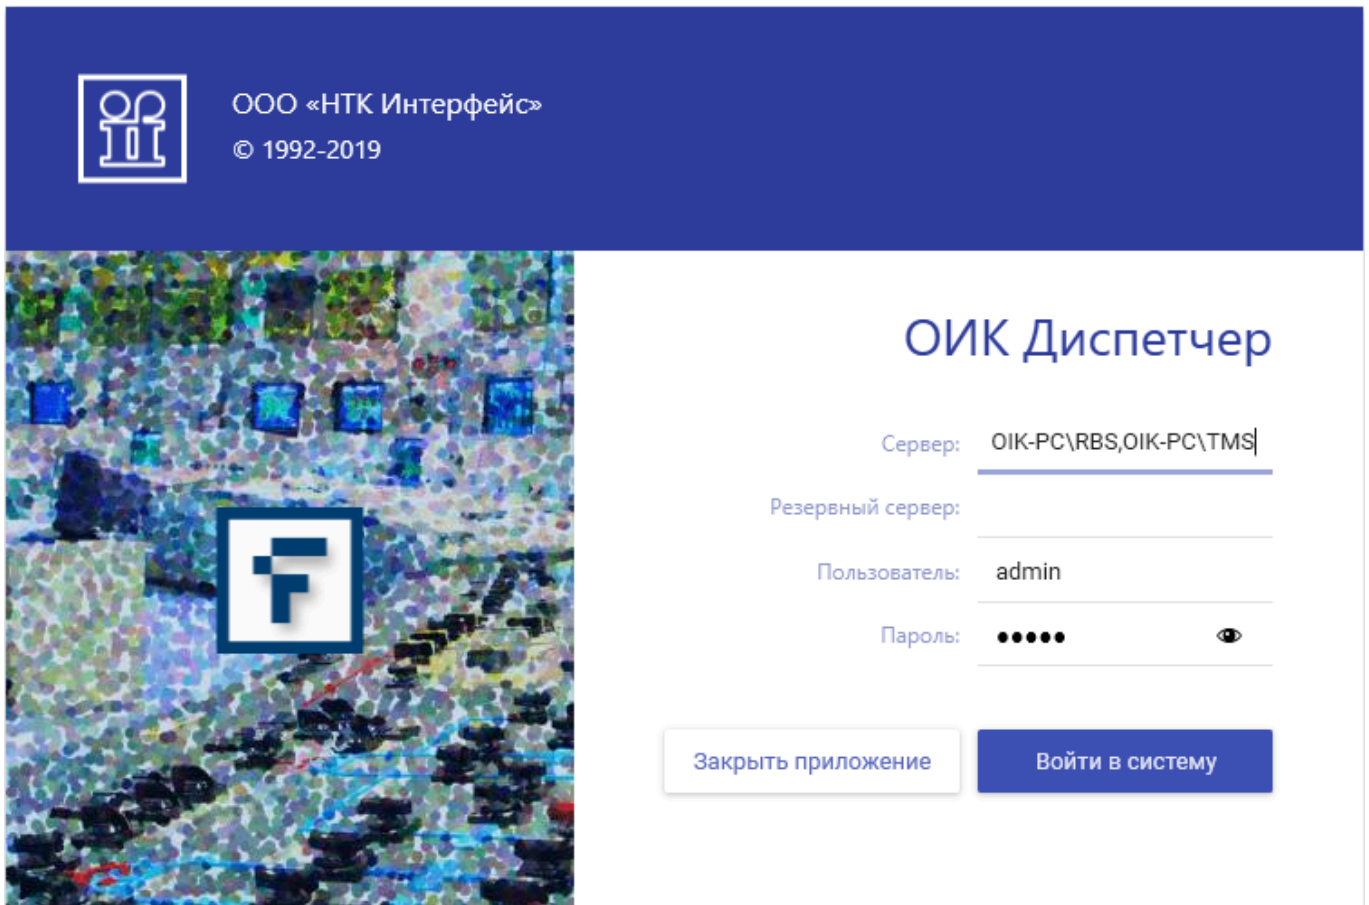 ООО «НТК Интерфейс»
© 1992-2019
ОИК Диспетчер
Сервер: OIK-PC\RBS,OIK-PC\TMS
Резервный сервер:
Пользователь: admin
Пароль: •••••
Закрыть приложение Войти в систему